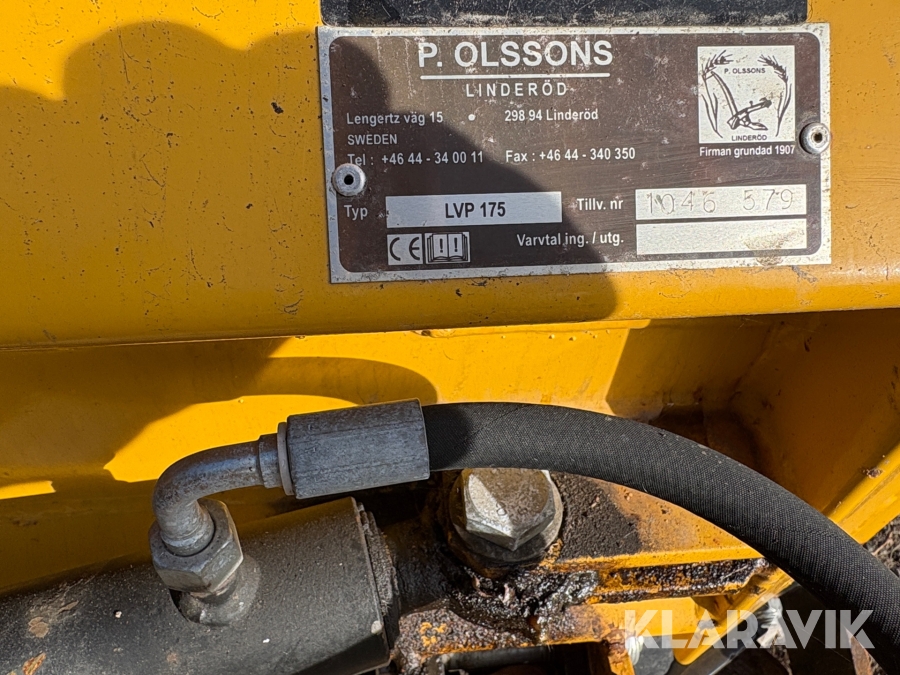 P. OLSSONS
LINDERÖD
P. OLSSONS
LINDERÖD
Firman grundad 1907
Lengertz väg 15 • 298 94 Linderöd
SWEDEN
Tel : +46 44 - 34 00 11 Fax : +46 44 - 340 350
Typ LVP 175 Tillv. nr 1046 579
CE Varvtal ing. / utg.
KLARAVIK